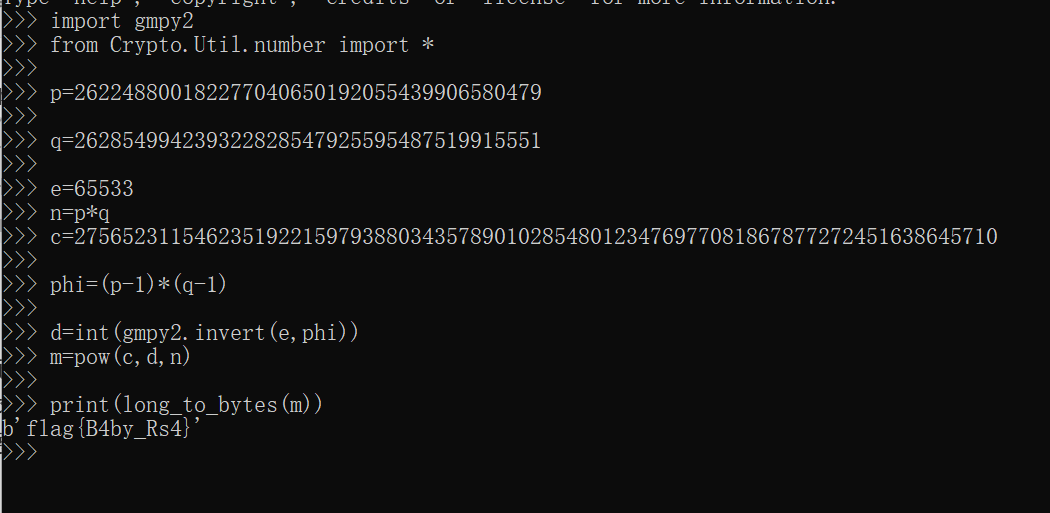 Type "help", "copyright", "credits" or "license" for more information.
>>> import gmpy2
>>> from Crypto.Util.number import *
>>>
>>> p=262248800182277040650192055439906580479
>>>
>>> q=262854994239322828547925595487519915551
>>>
>>> e=65533
>>> n=p*q
>>> c=27565231154623519221597938803435789010285480123476977081867877272451638645710
>>>
>>> phi=(p-1)*(q-1)
>>>
>>> d=int(gmpy2.invert(e,phi))
>>> m=pow(c,d,n)
>>>
>>> print(long_to_bytes(m))
b'flag{B4by_Rs4}'
>>>